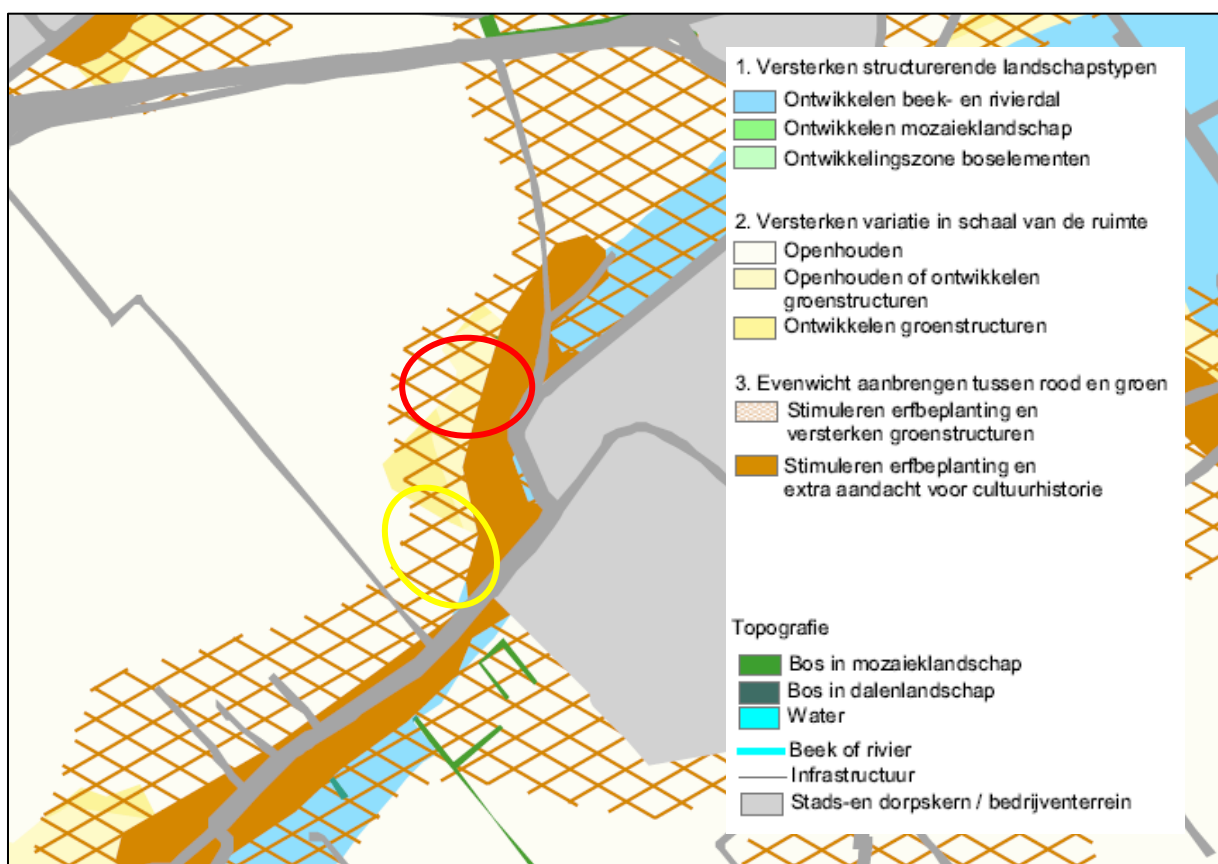 1. Versterken structurerende landschapstypen
Ontwikkelen beek- en rivierdal
Ontwikkelen mozaieklandschap
Ontwikkelingszone boselementen
2. Versterken variatie in schaal van de ruimte
Openhouden
Openhouden of ontwikkelen
groenstructuren
Ontwikkelen groenstructuren
3. Evenwicht aanbrengen tussen rood en groen
Stimuleren erfbeplanting en
versterken groenstructuren
Stimuleren erfbeplanting en
extra aandacht voor cultuurhistorie
Topografie
Bos in mozaieklandschap
Bos in dalenlandschap
Water
Beek of rivier
Infrastructuur
Stads-en dorpskern / bedrijventerrein